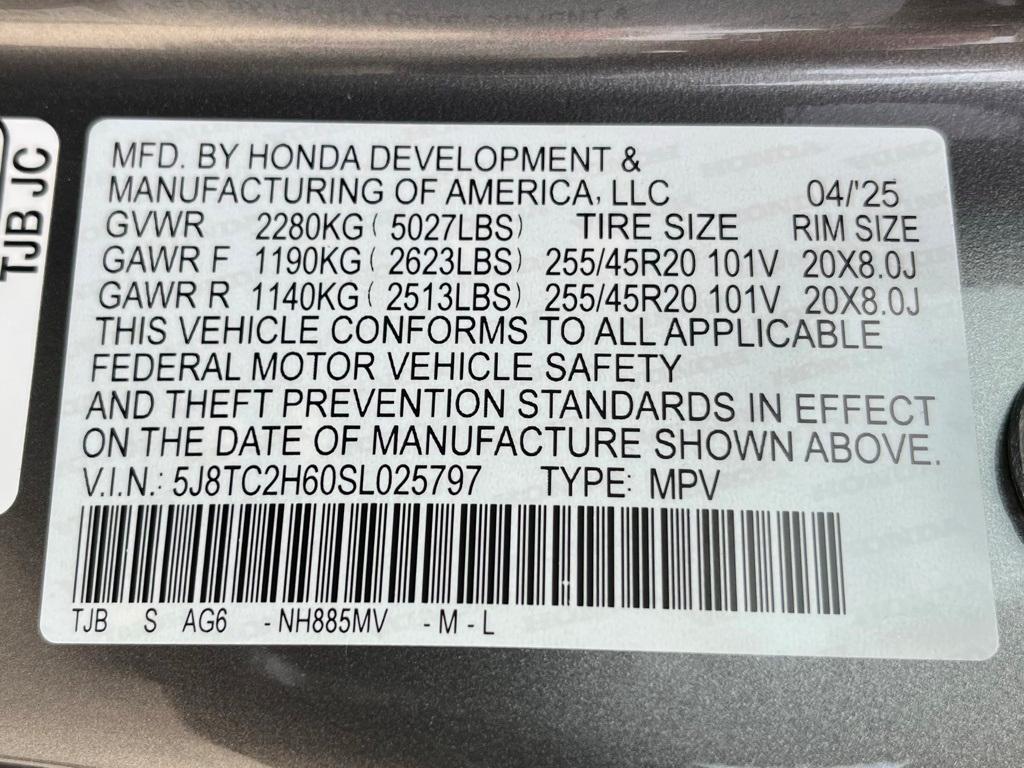 TJB JC
MFD. BY HONDA DEVELOPMENT &
MANUFACTURING OF AMERICA, LLC 04/'25
GVWR 2280KG ( 5027LBS) TIRE SIZE RIM SIZE
GAWR F 1190KG ( 2623LBS) 255/45R20 101V 20X8.0J
GAWR R 1140KG ( 2513LBS) 255/45R20 101V 20X8.0J
THIS VEHICLE CONFORMS TO ALL APPLICABLE
FEDERAL MOTOR VEHICLE SAFETY
AND THEFT PREVENTION STANDARDS IN EFFECT
ON THE DATE OF MANUFACTURE SHOWN ABOVE.
V.I.N.: 5J8TC2H60SL025797 TYPE: MPV
TJB S AG6 -NH885MV -M-L